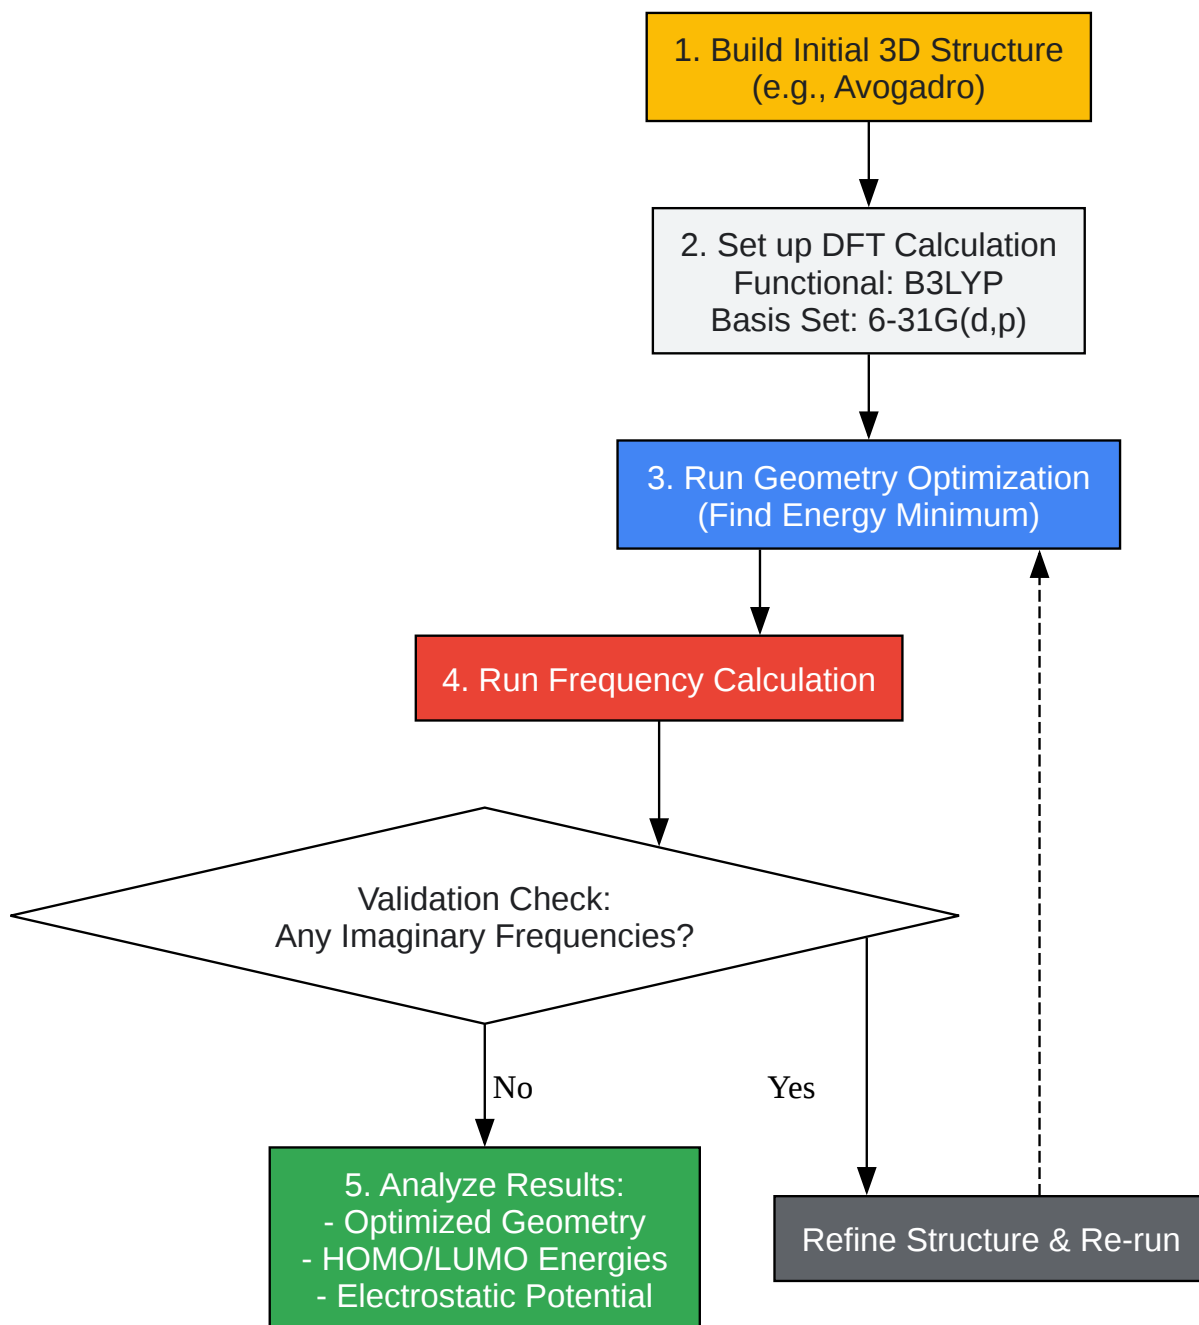 1. Build Initial 3D Structure
(e.g., Avogadro)
2. Set up DFT Calculation
Functional: B3LYP
Basis Set: 6-31G(d,p)
3. Run Geometry Optimization
(Find Energy Minimum)
4. Run Frequency Calculation
Validation Check:
Any Imaginary Frequencies?
No
Yes
5. Analyze Results:
- Optimized Geometry
- HOMO/LUMO Energies
- Electrostatic Potential
Refine Structure & Re-run